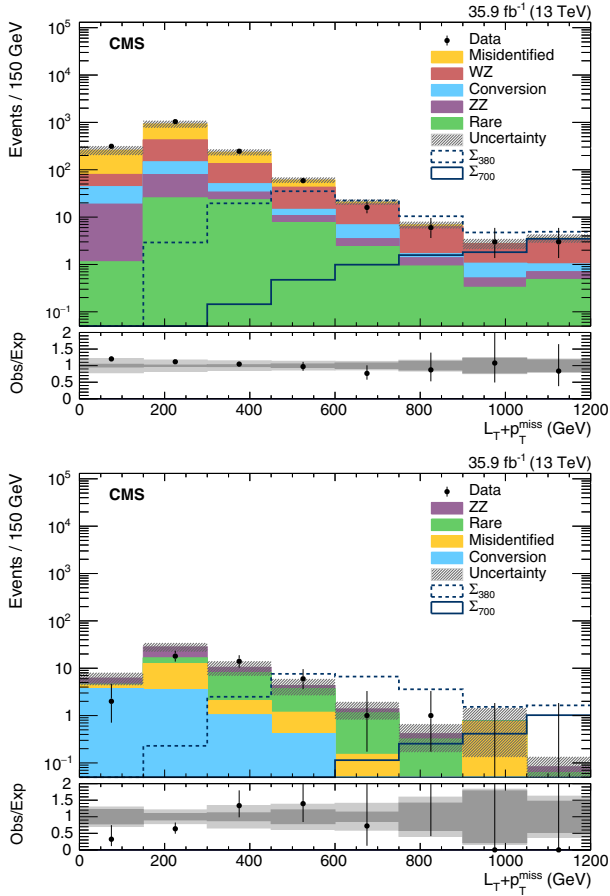 35.9 fb⁻¹ (13 TeV)
10⁵
CMS
Data
Misidentified
10⁴
WZ
Conversion
10³
ZZ
Rare
10²
Uncertainty
Σ₃₈₀
10
Σ₇₀₀
1
10⁻¹
Events / 150 GeV
2
1.5
1
0.5
0
Obs/Exp
0 200 400 600 800 1000 1200
L_T+p_T^miss (GeV)
35.9 fb⁻¹ (13 TeV)
10⁵
CMS
Data
ZZ
10⁴
Rare
Misidentified
10³
Conversion
Uncertainty
10²
Σ₃₈₀
Σ₇₀₀
10
1
10⁻¹
Events / 150 GeV
2
1.5
1
0.5
0
Obs/Exp
0 200 400 600 800 1000 1200
L_T+p_T^miss (GeV)